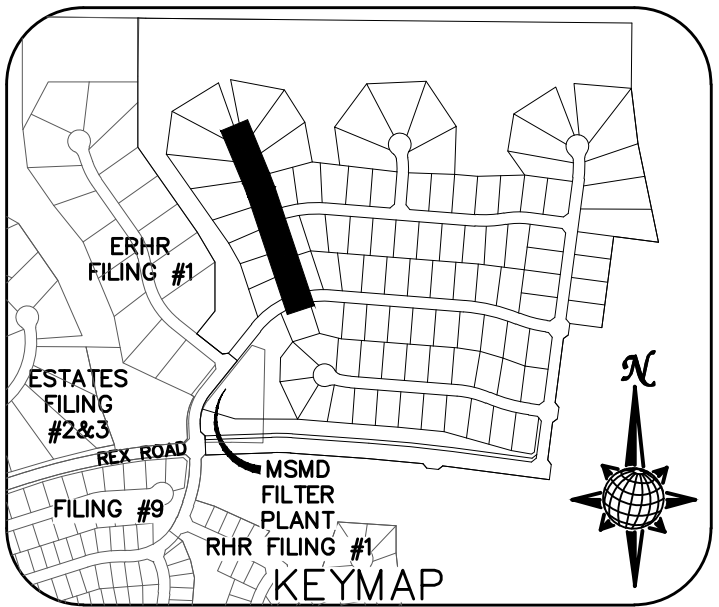 ERHR
FILING #1
N
ESTATES
FILING
#2&3
REX ROAD
MSMD
FILTER
PLANT
FILING #9
RHR FILING #1
KEYMAP